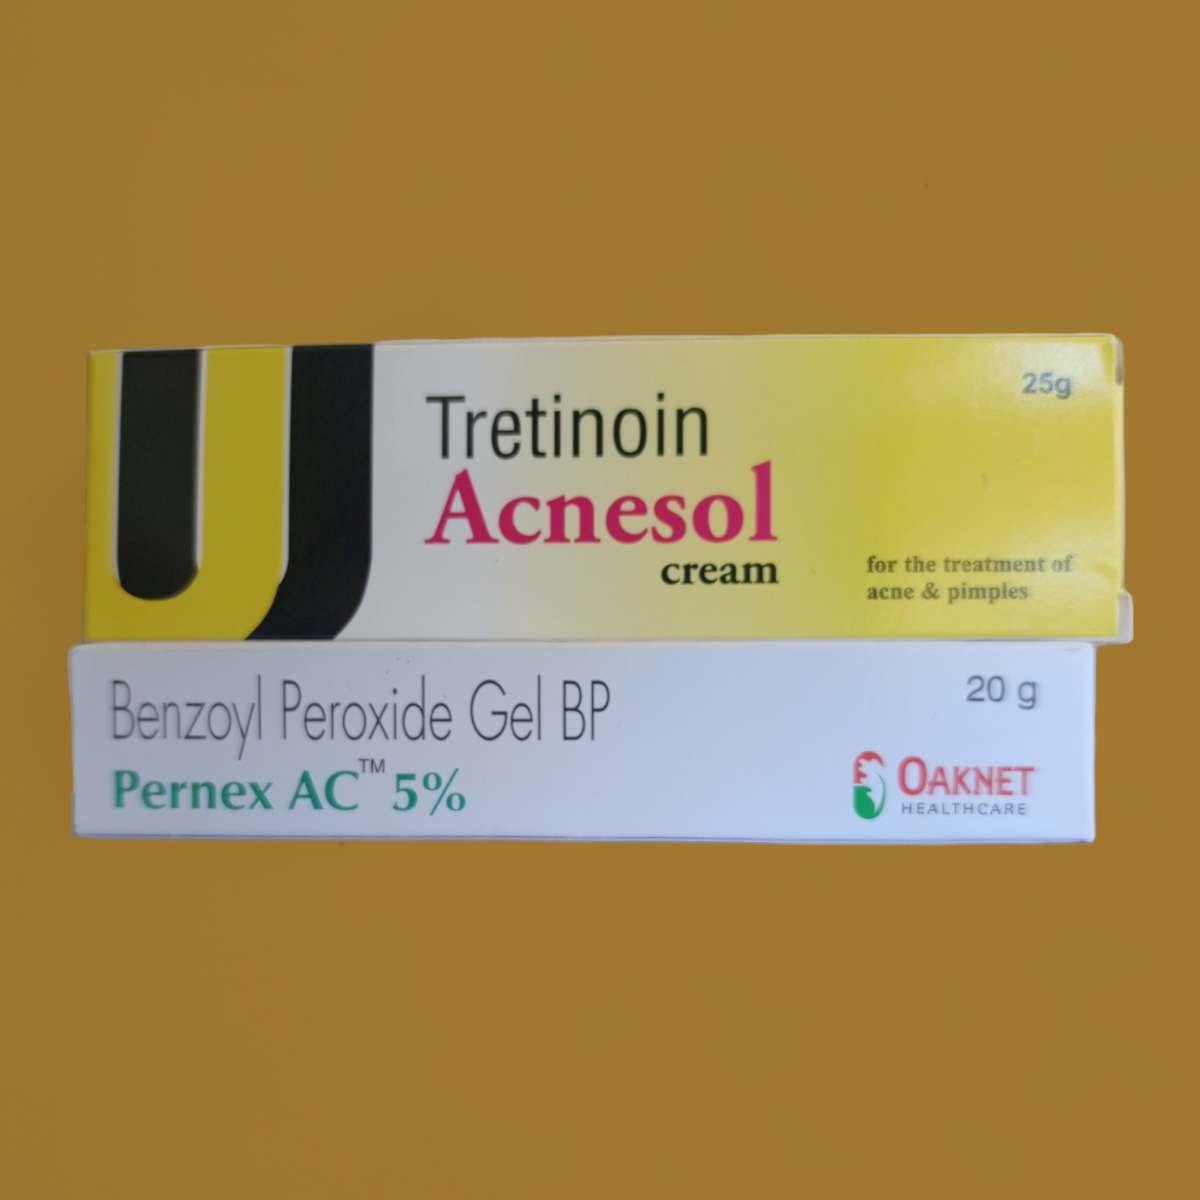 Tretinoin
Acnesol
cream
25g
for the treatment of
acne & pimples
Benzoyl Peroxide Gel BP
Pernex AC™ 5%
20 g
OAKNET
HEALTHCARE